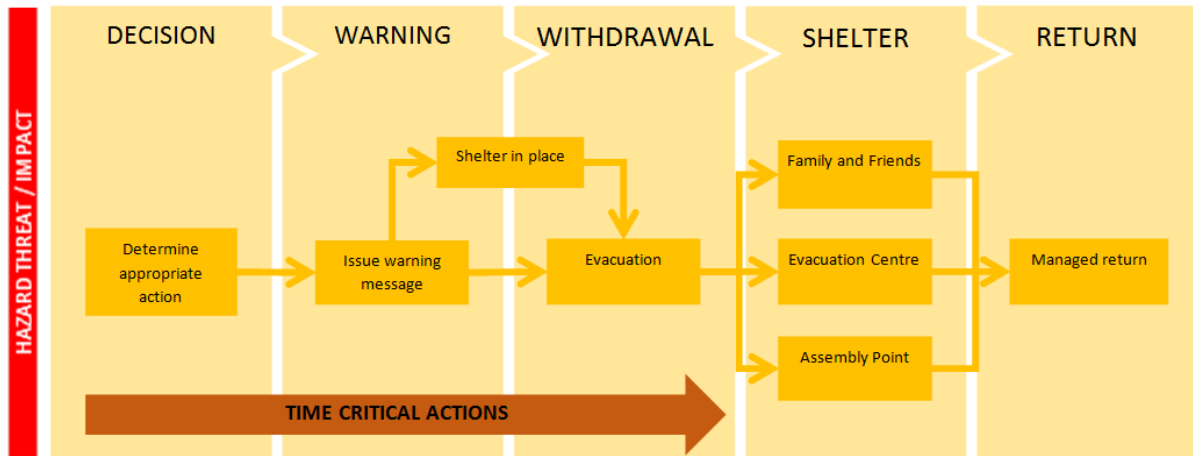 HAZARD THREAT / IMPACT
DECISION
WARNING
WITHDRAWAL
SHELTER
RETURN
Shelter in place
Family and Friends
Determine
appropriate
action
Issue warning
message
Evacuation
Evacuation Centre
Managed return
Assembly Point
TIME CRITICAL ACTIONS